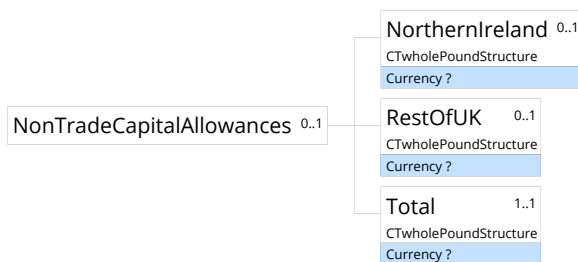 NorthernIreland 0..1
CTwholePoundStructure
Currency ?
NonTradeCapitalAllowances 0..1
RestOfUK 0..1
CTwholePoundStructure
Currency ?
Total 1..1
CTwholePoundStructure
Currency ?